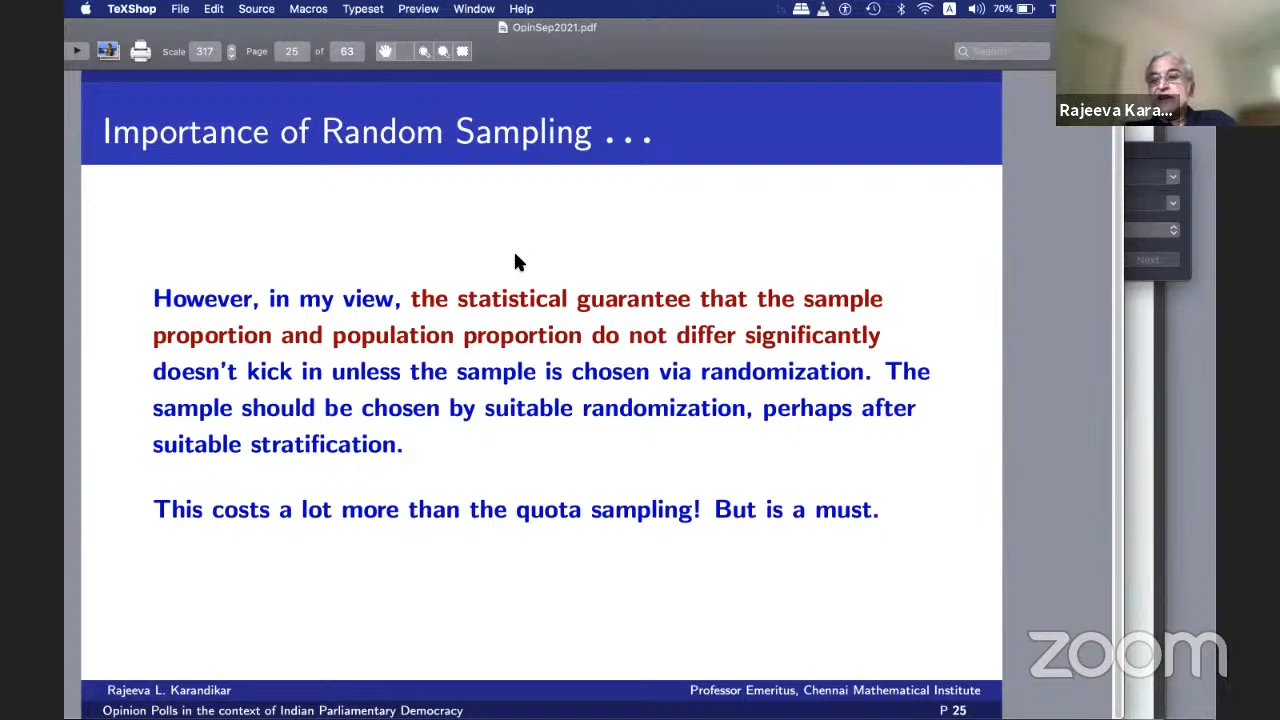 TeXShop File Edit Source Macros Typeset Preview Window Help 70%
OpinSep2021.pdf
Scale 317 Page 25 of 63 Search
Rajeeva Kara...
Importance of Random Sampling ...
Next
However, in my view, the statistical guarantee that the sample
proportion and population proportion do not differ significantly
doesn't kick in unless the sample is chosen via randomization. The
sample should be chosen by suitable randomization, perhaps after
suitable stratification.
This costs a lot more than the quota sampling! But is a must.
zoom
Rajeeva L. Karandikar Professor Emeritus, Chennai Mathematical Institute
Opinion Polls in the context of Indian Parliamentary Democracy P 25